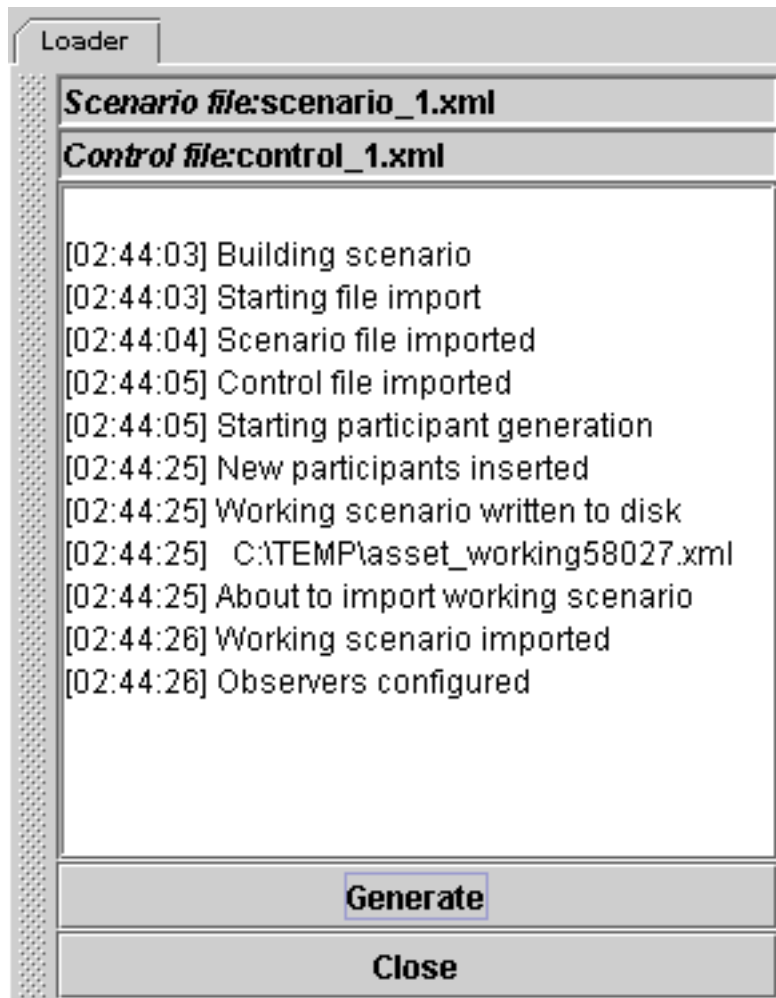 Loader
Scenario file:scenario_1.xml
Control file:control_1.xml
[02:44:03] Building scenario
[02:44:03] Starting file import
[02:44:04] Scenario file imported
[02:44:05] Control file imported
[02:44:05] Starting participant generation
[02:44:25] New participants inserted
[02:44:25] Working scenario written to disk
[02:44:25]   C:\TEMP\asset_working58027.xml
[02:44:25] About to import working scenario
[02:44:26] Working scenario imported
[02:44:26] Observers configured
Generate
Close